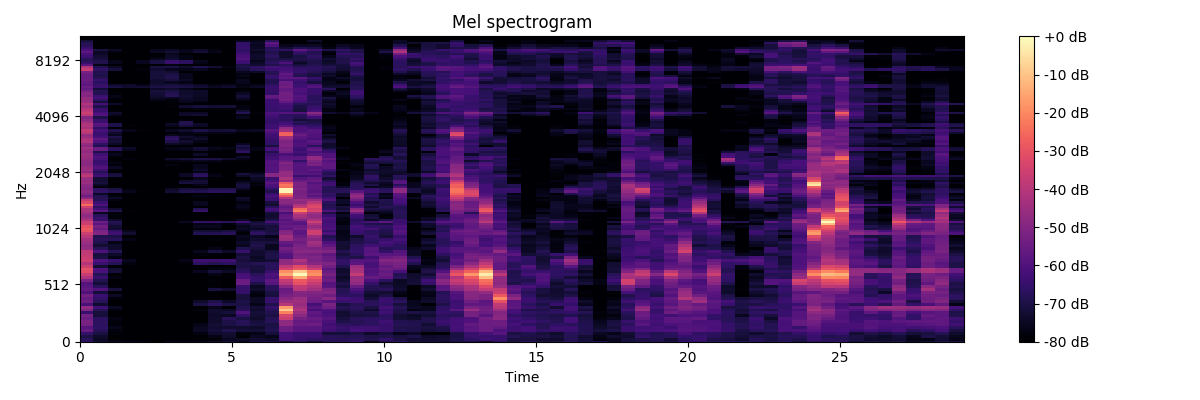 Mel spectrogram
Hz
8192
4096
2048
1024
512
0
0 5 10 15 20 25
Time
+0 dB
-10 dB
-20 dB
-30 dB
-40 dB
-50 dB
-60 dB
-70 dB
-80 dB